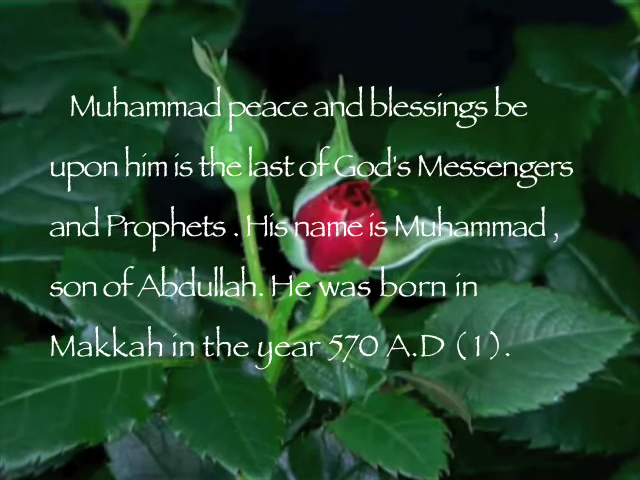 Muhammad peace and blessings be
upon him is the last of God's Messengers
and Prophets . His name is Muhammad ,
son of Abdullah. He was born in
Makkah in the year 570 A.D (1).